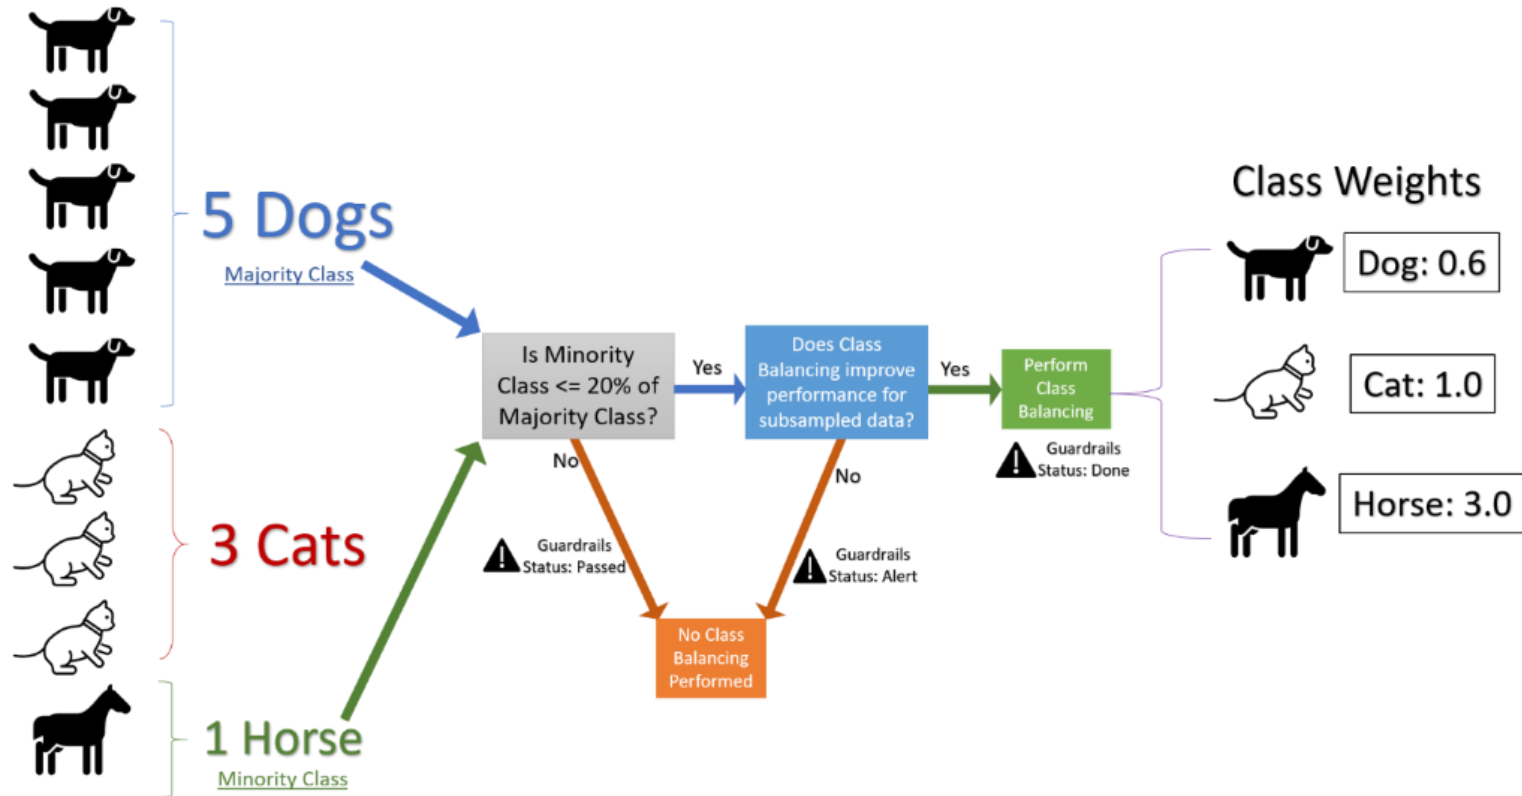 5 Dogs
Majority Class
3 Cats
1 Horse
Minority Class
Is Minority
Class <= 20% of
Majority Class?
Yes
No
Guardrails
Status: Passed
Does Class
Balancing improve
performance for
subsampled data?
Yes
No
Guardrails
Status: Alert
No Class
Balancing
Performed
Perform
Class
Balancing
Guardrails
Status: Done
Class Weights
Dog: 0.6
Cat: 1.0
Horse: 3.0